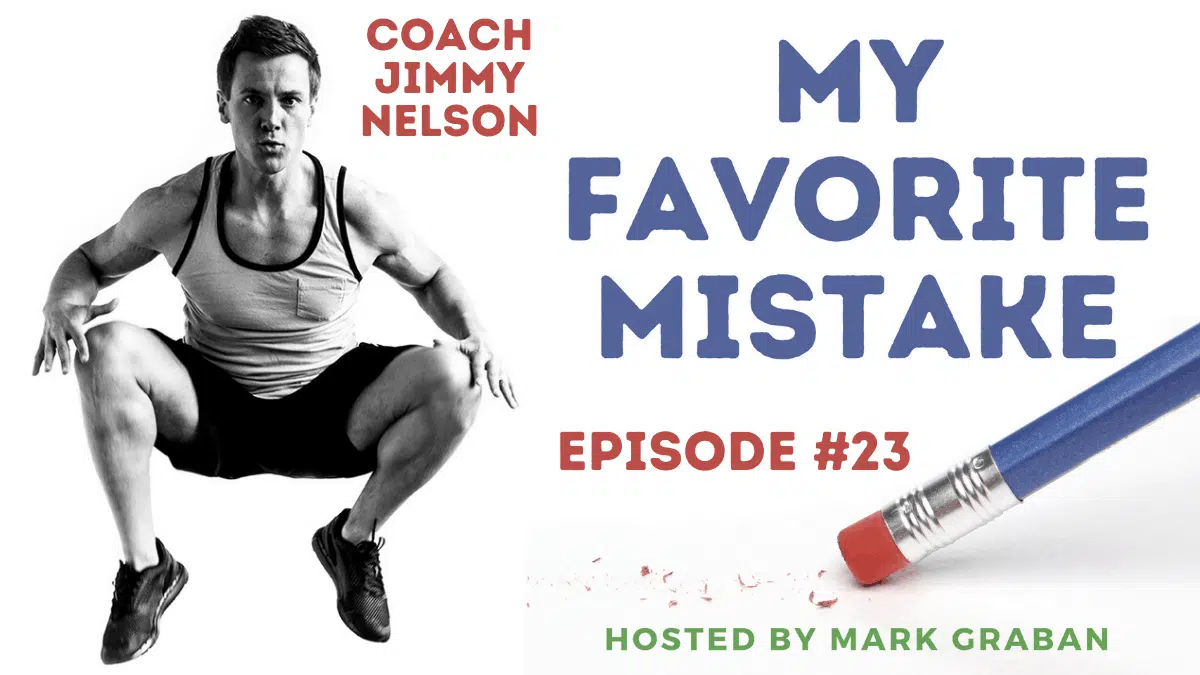 COACH
JIMMY
NELSON
MY
FAVORITE
MISTAKE
EPISODE #23
HOSTED BY MARK GRABAN